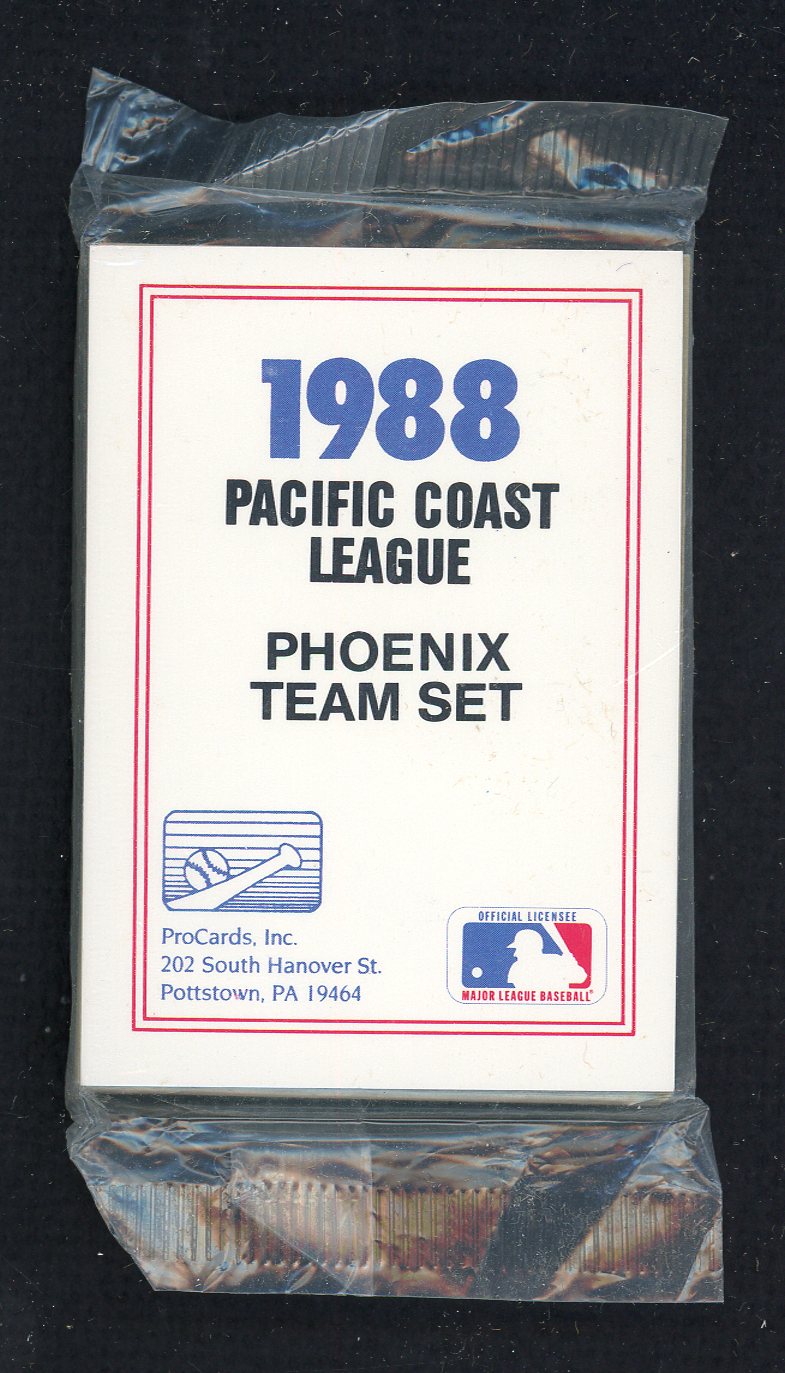 1988
PACIFIC COAST
LEAGUE
PHOENIX
TEAM SET
ProCards, Inc.
202 South Hanover St.
Pottstown, PA 19464
OFFICIAL LICENSEE
MAJOR LEAGUE BASEBALL®